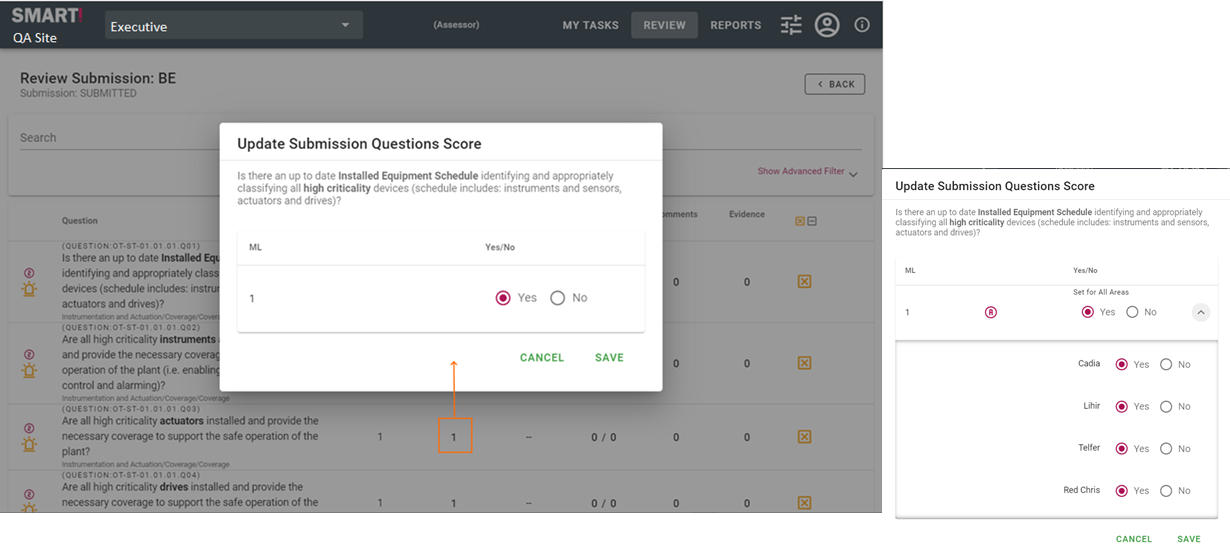 SMART!
QA Site
Executive
(Assessor)
MY TASKS
REVIEW
REPORTS
Review Submission: BE
Submission: SUBMITTED
BACK
Search
Show Advanced Filter
Question
omments
Evidence
(QUESTION:OT-ST-01.01.01.Q01)
Is there an up to date Installed Equ
identifying and appropriately clas
devices (schedule includes: instru
actuators and drives)?
Instrumentation and Actuation/Coverage/Cove
0
0
(QUESTION:OT-ST-01.01.01.Q02)
Are all high criticality instruments
and provide the necessary coverag
operation of the plant (i.e. enabling
control and alarming)?
Instrumentation and Actuation/Coverage/Cove
0
0
(QUESTION:OT-ST-01.01.01.Q03)
Are all high criticality actuators installed and provide the
necessary coverage to support the safe operation of the
plant?
Instrumentation and Actuation/Coverage/Coverage
1
1
--
0 / 0
0
0
(QUESTION:OT-ST-01.01.01.Q04)
Are all high criticality drives installed and provide the
necessary coverage to support the safe operation of the
1
1
--
0 / 0
0
0
Update Submission Questions Score
Is there an up to date Installed Equipment Schedule identifying and appropriately
classifying all high criticality devices (schedule includes: instruments and sensors,
actuators and drives)?
ML
Yes/No
1
Yes
No
CANCEL
SAVE
Update Submission Questions Score
Is there an up to date Installed Equipment Schedule identifying and appropriately
classifying all high criticality devices (schedule includes: instruments and sensors,
actuators and drives)?
ML
Yes/No
Set for All Areas
1
R
Yes
No
Cadia
Yes
No
Lihir
Yes
No
Telfer
Yes
No
Red Chris
Yes
No
CANCEL
SAVE